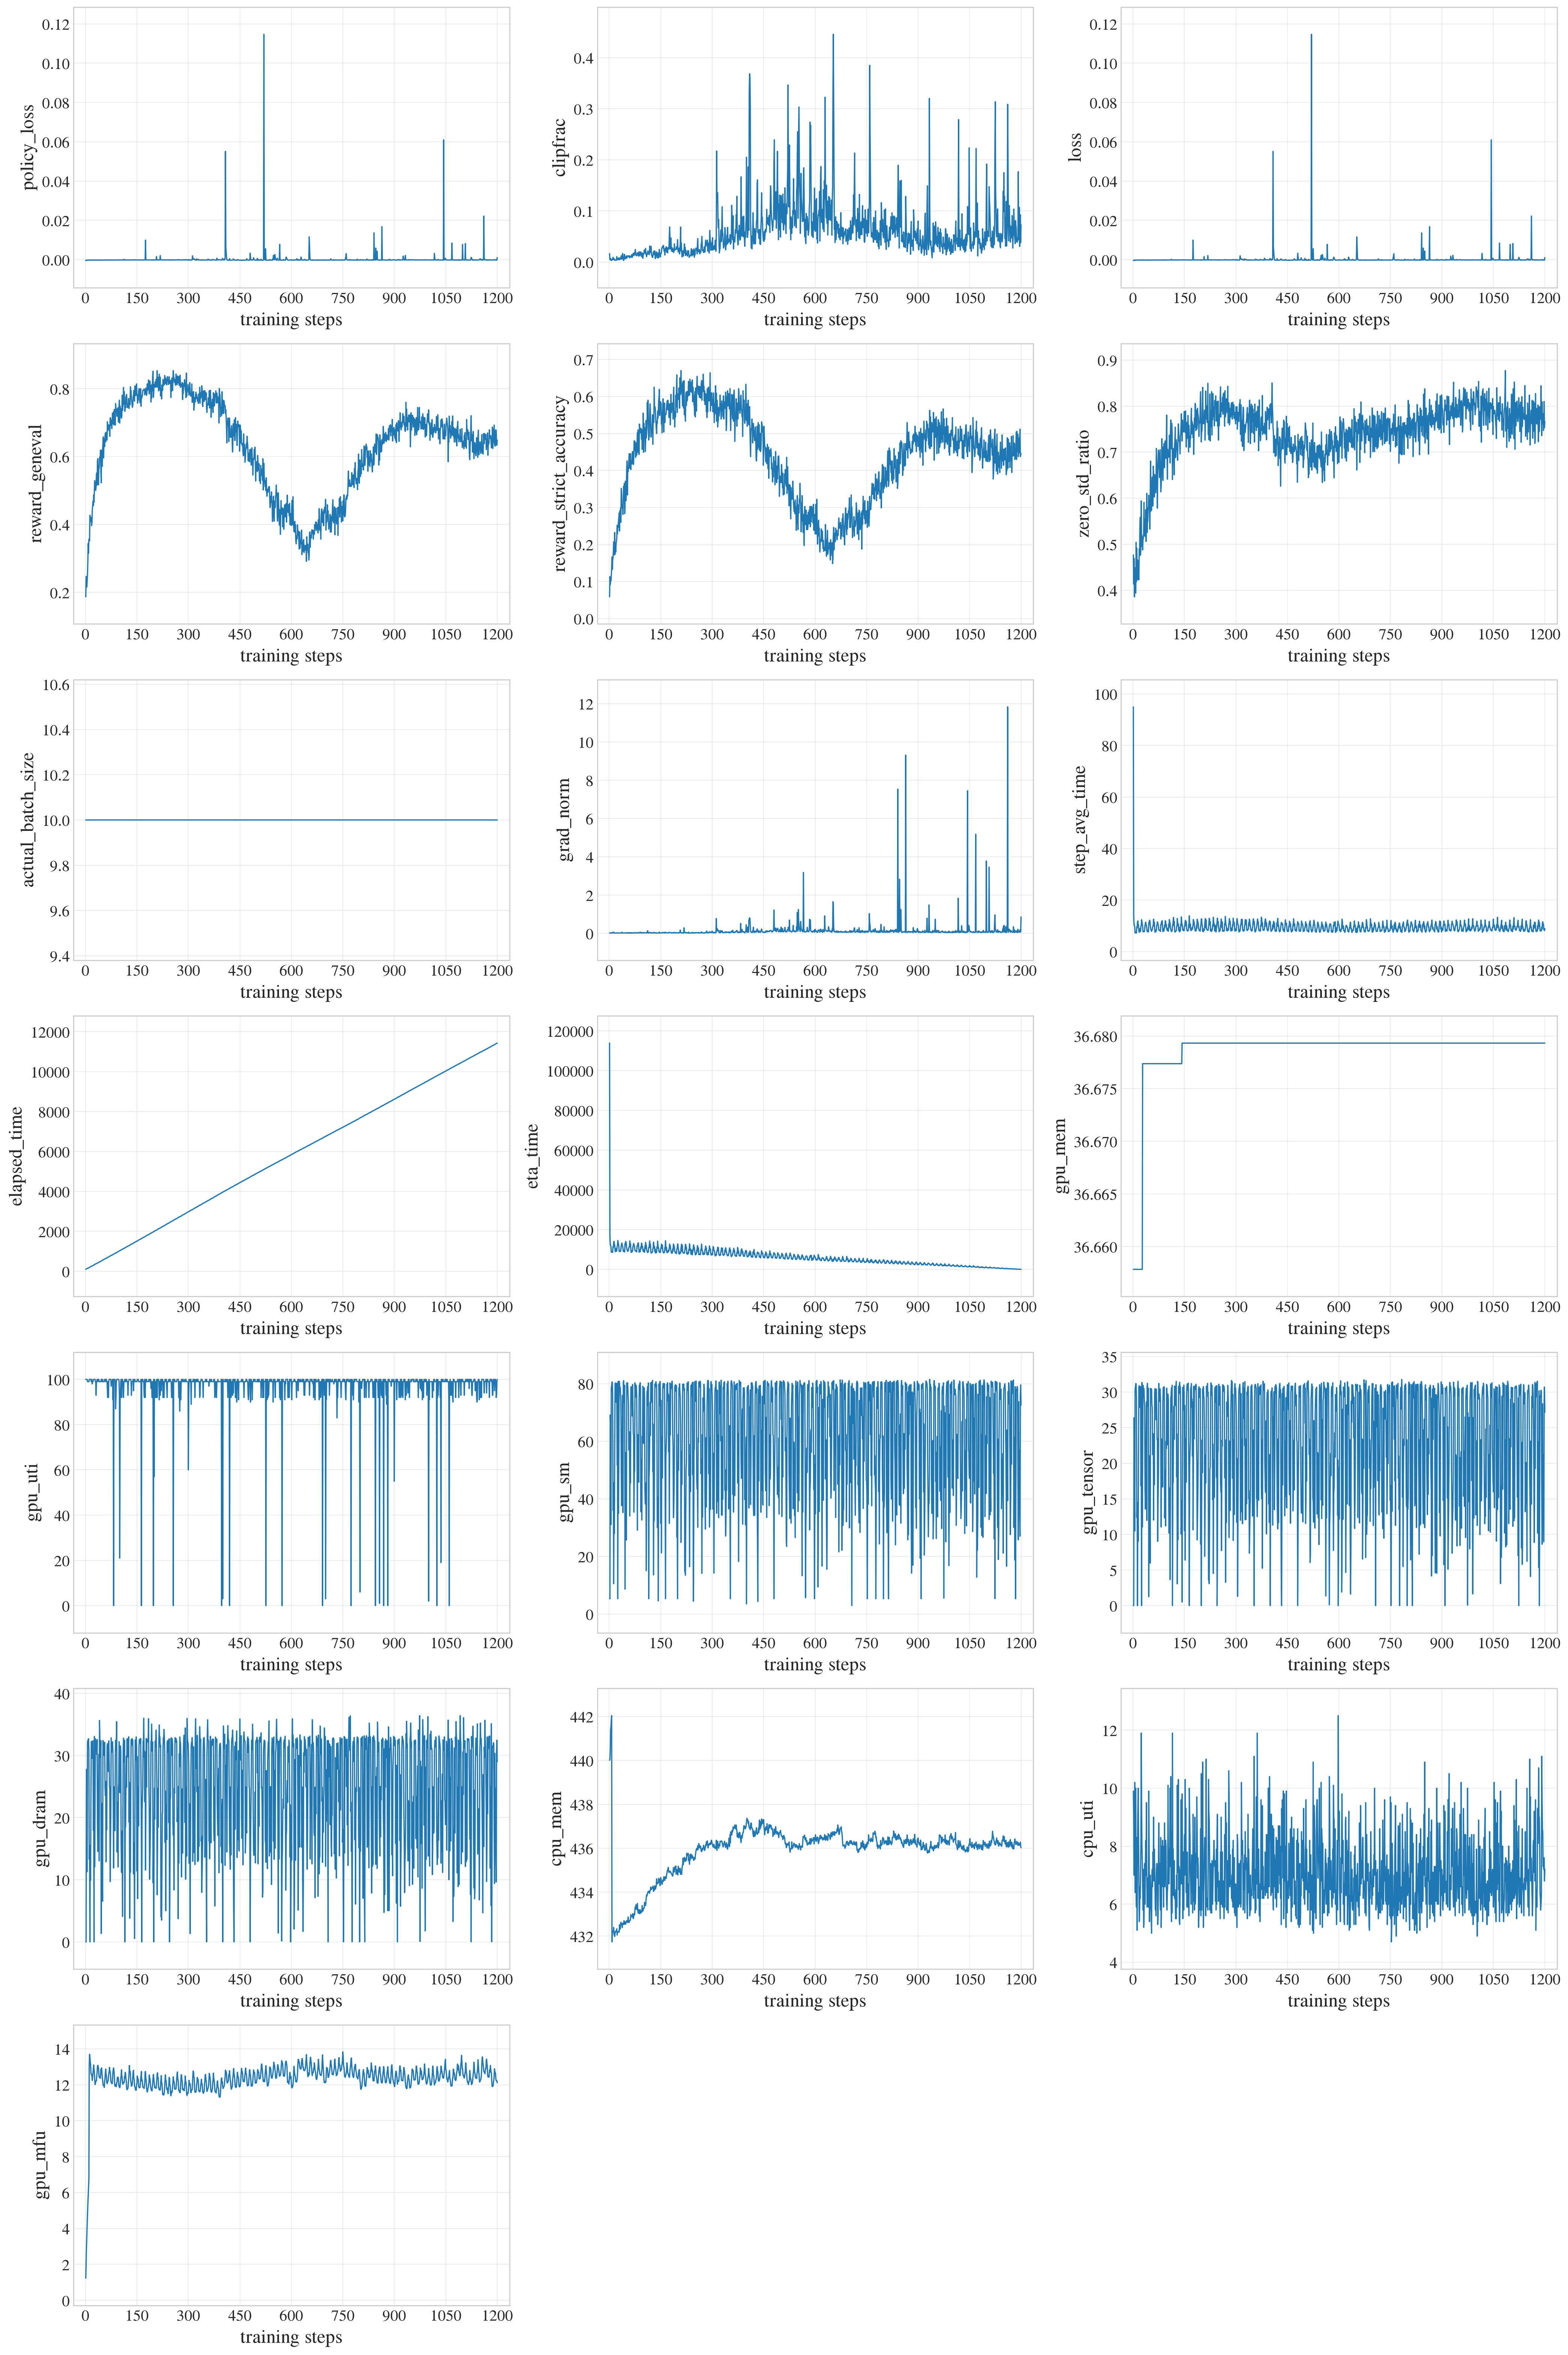 policy_loss
0.12
0.10
0.08
0.06
0.04
0.02
0.00
0 150 300 450 600 750 900 1050 1200
training steps
clipfrac
0.4
0.3
0.2
0.1
0.0
0 150 300 450 600 750 900 1050 1200
training steps
loss
0.12
0.10
0.08
0.06
0.04
0.02
0.00
0 150 300 450 600 750 900 1050 1200
training steps
reward_geneval
0.8
0.6
0.4
0.2
0 150 300 450 600 750 900 1050 1200
training steps
reward_strict_accuracy
0.7
0.6
0.5
0.4
0.3
0.2
0.1
0.0
0 150 300 450 600 750 900 1050 1200
training steps
zero_std_ratio
0.9
0.8
0.7
0.6
0.5
0.4
0 150 300 450 600 750 900 1050 1200
training steps
actual_batch_size
10.6
10.4
10.2
10.0
9.8
9.6
9.4
0 150 300 450 600 750 900 1050 1200
training steps
grad_norm
12
10
8
6
4
2
0
0 150 300 450 600 750 900 1050 1200
training steps
step_avg_time
100
80
60
40
20
0
0 150 300 450 600 750 900 1050 1200
training steps
elapsed_time
12000
10000
8000
6000
4000
2000
0
0 150 300 450 600 750 900 1050 1200
training steps
eta_time
120000
100000
80000
60000
40000
20000
0
0 150 300 450 600 750 900 1050 1200
training steps
gpu_mem
36.680
36.675
36.670
36.665
36.660
0 150 300 450 600 750 900 1050 1200
training steps
gpu_uti
100
80
60
40
20
0
0 150 300 450 600 750 900 1050 1200
training steps
gpu_sm
80
60
40
20
0
0 150 300 450 600 750 900 1050 1200
training steps
gpu_tensor
35
30
25
20
15
10
5
0
0 150 300 450 600 750 900 1050 1200
training steps
gpu_dram
40
30
20
10
0
0 150 300 450 600 750 900 1050 1200
training steps
cpu_mem
442
440
438
436
434
432
0 150 300 450 600 750 900 1050 1200
training steps
cpu_uti
12
10
8
6
4
0 150 300 450 600 750 900 1050 1200
training steps
gpu_mfu
14
12
10
8
6
4
2
0
0 150 300 450 600 750 900 1050 1200
training steps